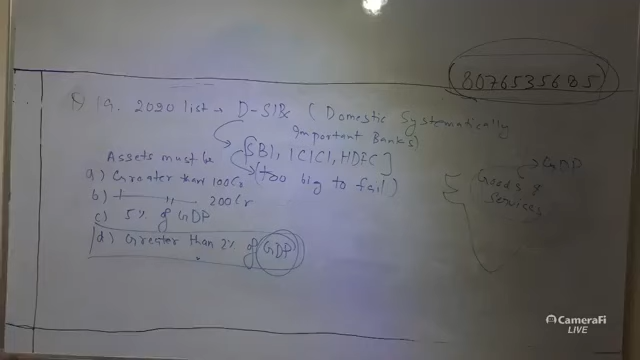 8076535685
19. 2020 list → D-SIBs ( Domestic Systematically
Important Banks)
[SBI, ICICI, HDFC]
(too big to fail)
Assets must be
a) Greater than 100Cr
b) —— " —— 200Cr
c) 5% of GDP
d) Greater than 2% of GDP
GDP
Goods &
Services
CameraFi
LIVE